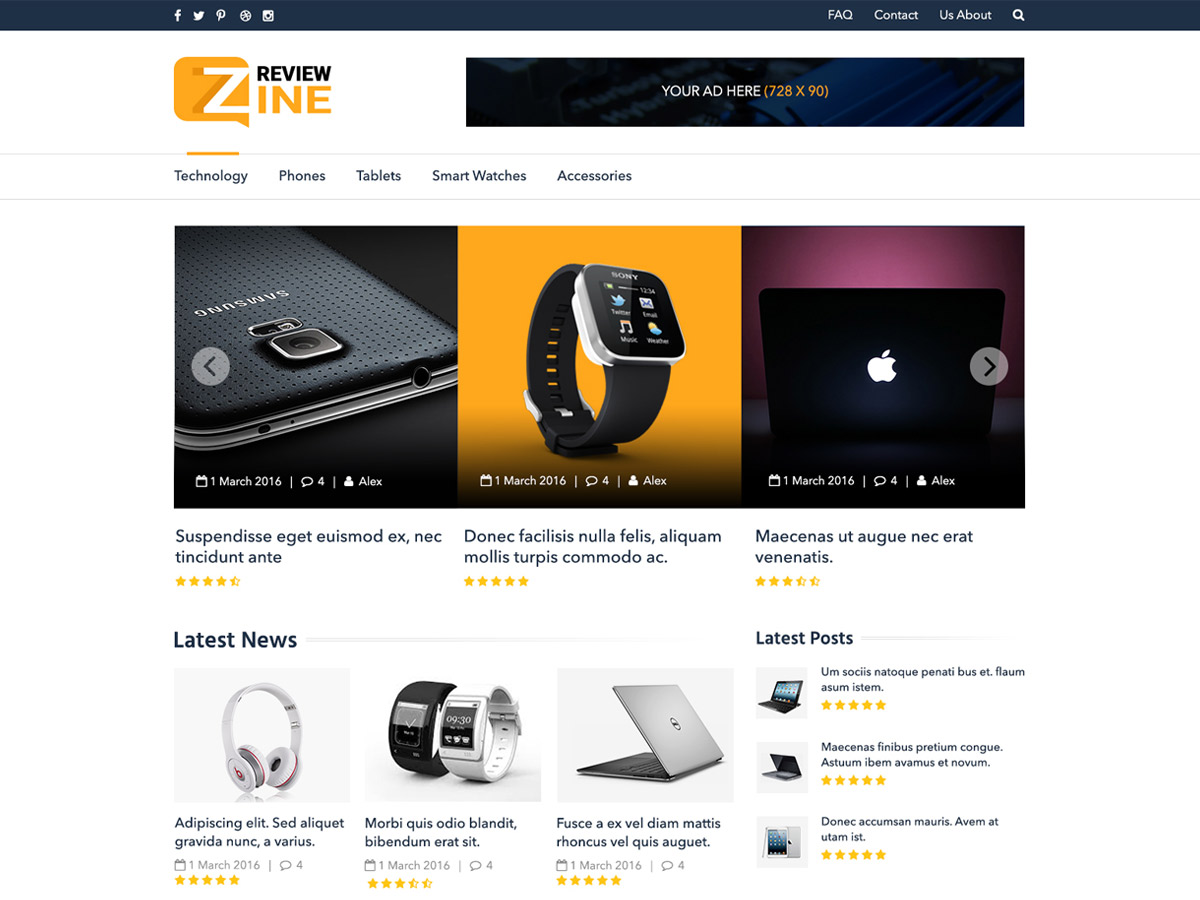 FAQ Contact Us About
Z
REVIEW
INE
YOUR AD HERE (728 X 90)
Technology Phones Tablets Smart Watches Accessories
SAMSUNG
SONY
12:34
Twitter Email
Music Weather
1 March 2016 | 4 | Alex
1 March 2016 | 4 | Alex
1 March 2016 | 4 | Alex
Suspendisse eget euismod ex, nec
tincidunt ante
Donec facilisis nulla felis, aliquam
mollis turpis commodo ac.
Maecenas ut augue nec erat
venenatis.
Latest News
09:30
DELL
Adipiscing elit. Sed aliquet
gravida nunc, a varius.
1 March 2016 | 4
Morbi quis odio blandit,
bibendum erat sit.
1 March 2016 | 4
Fusce a ex vel diam mattis
rhoncus vel quis auguet.
1 March 2016 | 4
Latest Posts
Um sociis natoque penati bus et. flaum
asum istem.
Maecenas finibus pretium congue.
Astuum ibem avamus et novum.
Donec accumsan mauris. Avem at
utam ist.